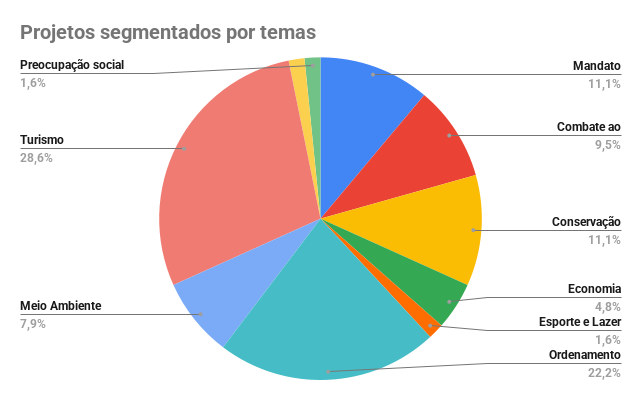 Projetos segmentados por temas
Preocupação social
1,6%
Turismo
28,6%
Meio Ambiente
7,9%
Mandato
11,1%
Combate ao
9,5%
Conservação
11,1%
Economia
4,8%
Esporte e Lazer
1,6%
Ordenamento
22,2%